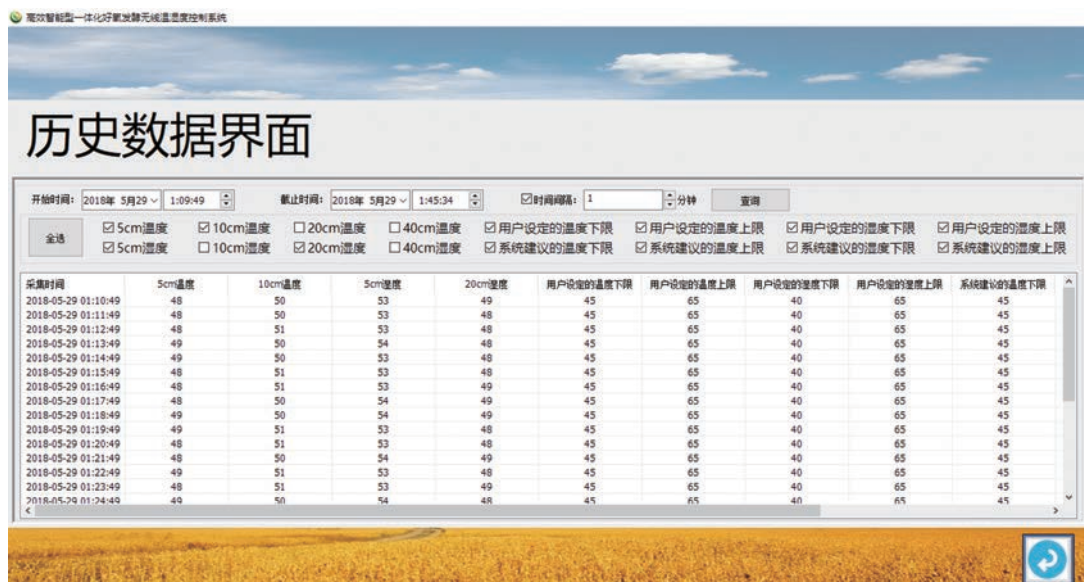 高效智能型一体化好氧发酵无线温湿度控制系统
历史数据界面
开始时间: 2018年 5月29 1:09:49 截止时间: 2018年 5月29 1:45:34 时间间隔: 1 分钟 查询
全选
5cm温度 10cm温度 20cm温度 40cm温度 用户设定的温度下限 用户设定的温度上限 用户设定的湿度下限 用户设定的湿度上限
5cm湿度 10cm湿度 20cm湿度 40cm湿度 系统建议的温度下限 系统建议的温度上限 系统建议的湿度下限 系统建议的湿度上限
采集时间 5cm温度 10cm温度 5cm湿度 20cm湿度 用户设定的温度下限 用户设定的温度上限 用户设定的湿度下限 用户设定的湿度上限 系统建议的温度下限
2018-05-29 01:10:49 48 50 53 49 45 65 40 65 45
2018-05-29 01:11:49 48 50 53 48 45 65 40 65 45
2018-05-29 01:12:49 48 51 53 48 45 65 40 65 45
2018-05-29 01:13:49 49 50 54 48 45 65 40 65 45
2018-05-29 01:14:49 49 50 53 48 45 65 40 65 45
2018-05-29 01:15:49 48 51 53 48 45 65 40 65 45
2018-05-29 01:16:49 48 51 53 49 45 65 40 65 45
2018-05-29 01:17:49 48 50 54 49 45 65 40 65 45
2018-05-29 01:18:49 49 50 54 49 45 65 40 65 45
2018-05-29 01:19:49 49 51 53 48 45 65 40 65 45
2018-05-29 01:20:49 48 51 53 48 45 65 40 65 45
2018-05-29 01:21:49 48 50 54 49 45 65 40 65 45
2018-05-29 01:22:49 49 51 53 48 45 65 40 65 45
2018-05-29 01:23:49 48 51 53 49 45 65 40 65 45
2018-05-29 01:24:49 49 50 54 48 45 65 40 65 45